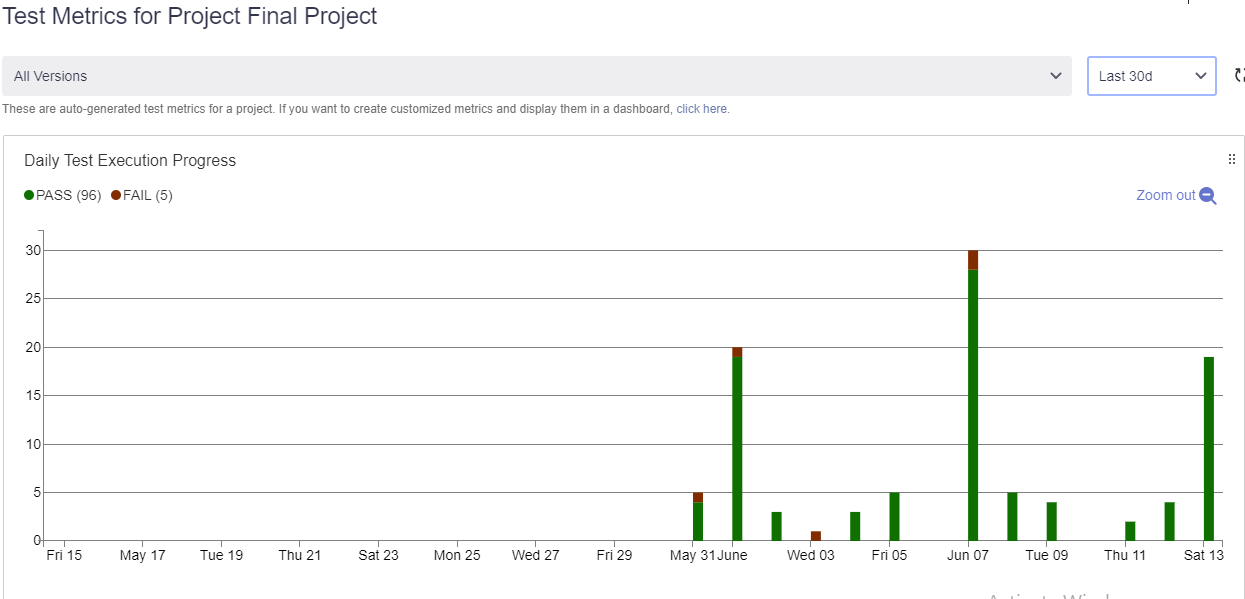 Test Metrics for Project Final Project
All Versions
Last 30d
These are auto-generated test metrics for a project. If you want to create customized metrics and display them in a dashboard, click here.
Daily Test Execution Progress
PASS (96) FAIL (5)
Zoom out
30
25
20
15
10
5
0
Fri 15 May 17 Tue 19 Thu 21 Sat 23 Mon 25 Wed 27 Fri 29 May 31 June Wed 03 Fri 05 Jun 07 Tue 09 Thu 11 Sat 13